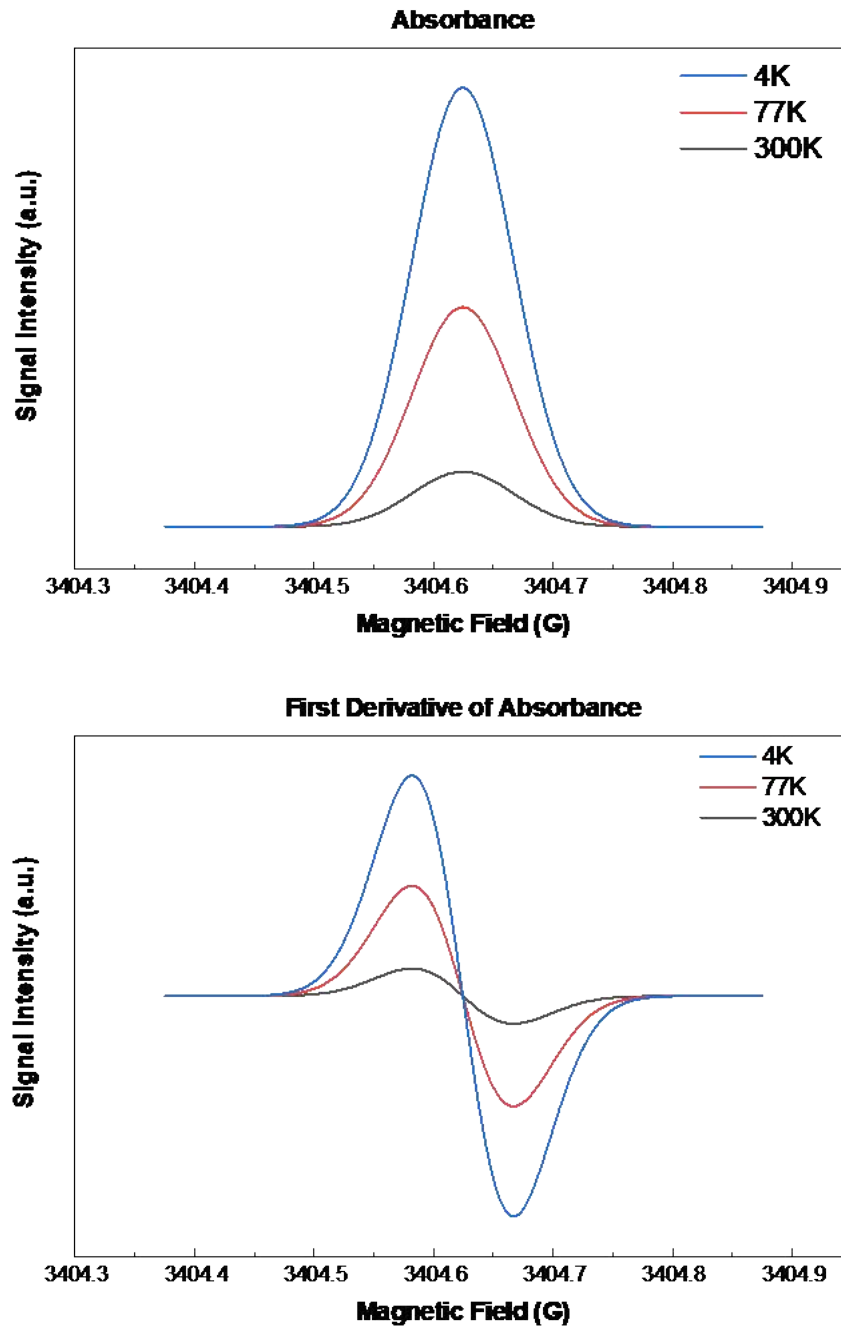 Absorbance
4K
77K
300K
Signal Intensity (a.u.)
3404.3 3404.4 3404.5 3404.6 3404.7 3404.8 3404.9
Magnetic Field (G)
First Derivative of Absorbance
4K
77K
300K
Signal Intensity (a.u.)
3404.3 3404.4 3404.5 3404.6 3404.7 3404.8 3404.9
Magnetic Field (G)